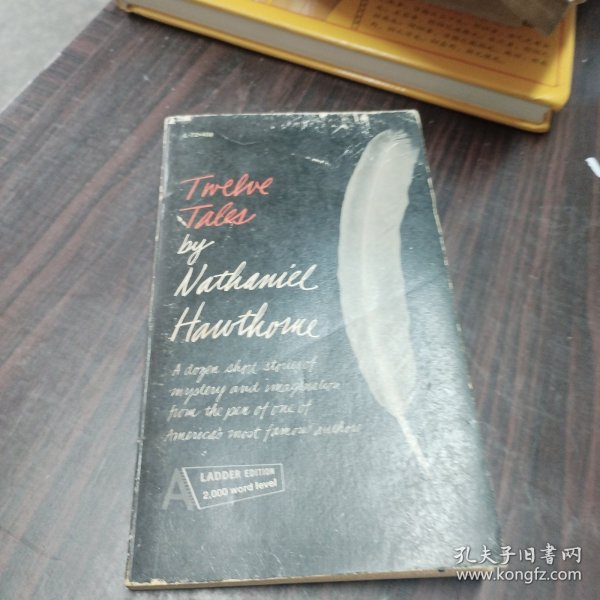 Twelve
Tales
by
Nathaniel
Hawthorne
A dozen short stories of
mystery and imagination
from the pen of one of
America's most famous authors
A
LADDER EDITION
2,000 word level
孔夫子旧书网
www.kongfz.com